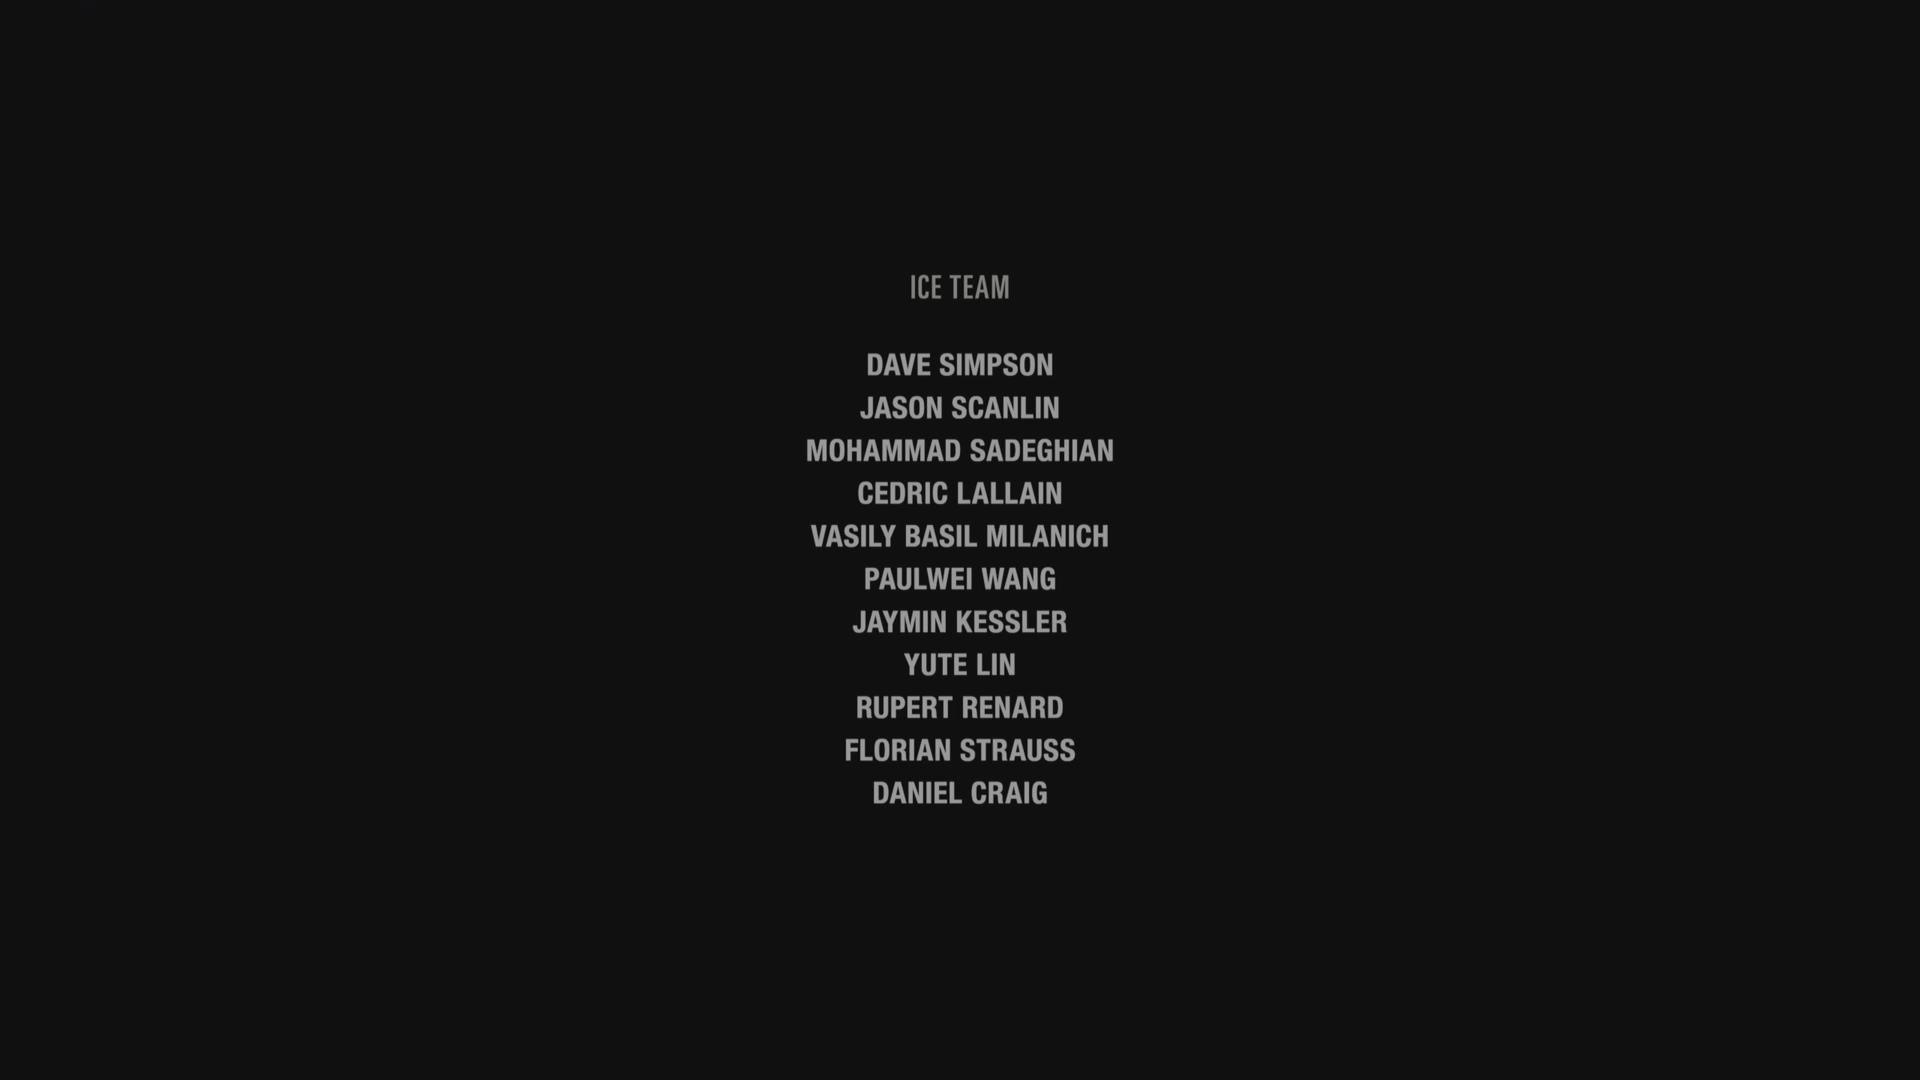 ICE TEAM
DAVE SIMPSON
JASON SCANLIN
MOHAMMAD SADEGHIAN
CEDRIC LALLAIN
VASILY BASIL MILANICH
PAULWEI WANG
JAYMIN KESSLER
YUTE LIN
RUPERT RENARD
FLORIAN STRAUSS
DANIEL CRAIG